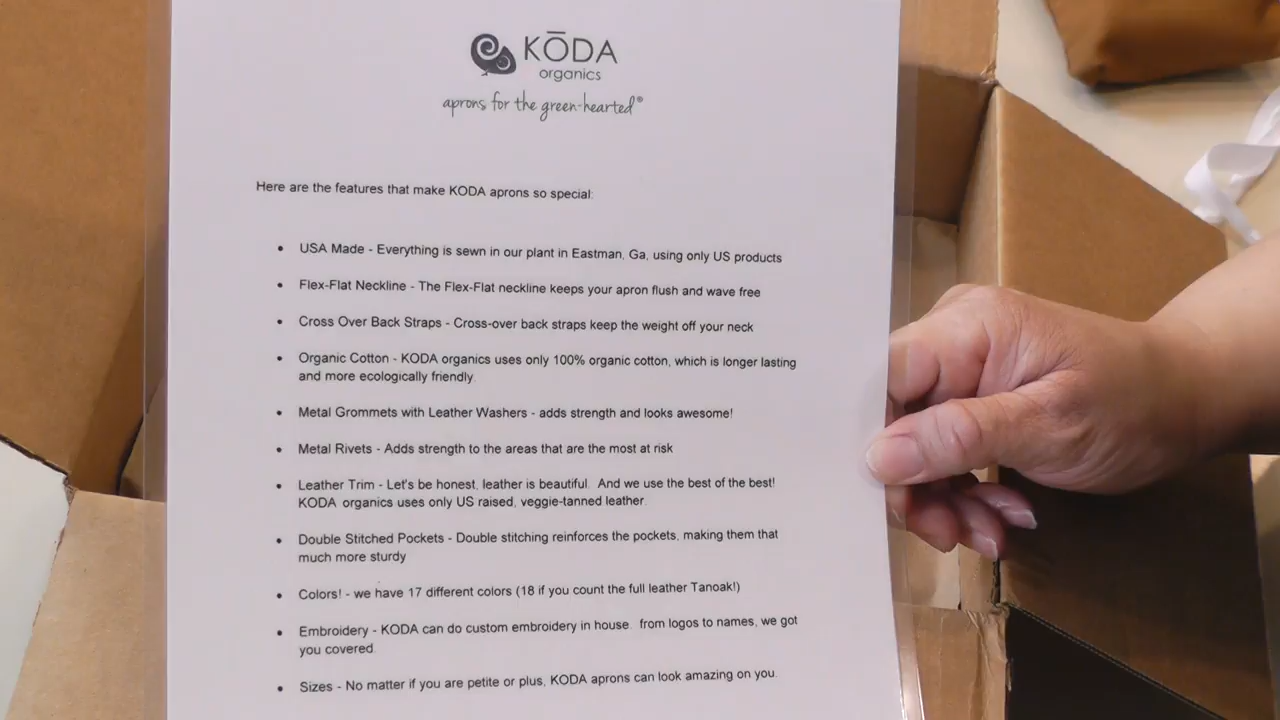 KŌDA
organics
aprons for the green-hearted®
Here are the features that make KODA aprons so special:
• USA Made - Everything is sewn in our plant in Eastman, Ga, using only US products
• Flex-Flat Neckline - The Flex-Flat neckline keeps your apron flush and wave free
• Cross Over Back Straps - Cross-over back straps keep the weight off your neck
• Organic Cotton - KODA organics uses only 100% organic cotton, which is longer lasting
and more ecologically friendly
• Metal Grommets with Leather Washers - adds strength and looks awesome!
• Metal Rivets - Adds strength to the areas that are the most at risk
• Leather Trim - Let's be honest, leather is beautiful. And we use the best of the best!
KODA organics uses only US raised, veggie-tanned leather.
• Double Stitched Pockets - Double stitching reinforces the pockets, making them that
much more sturdy
• Colors! - we have 17 different colors (18 if you count the full leather Tanoak!)
• Embroidery - KODA can do custom embroidery in house. from logos to names, we got
you covered.
• Sizes - No matter if you are petite or plus, KODA aprons can look amazing on you.